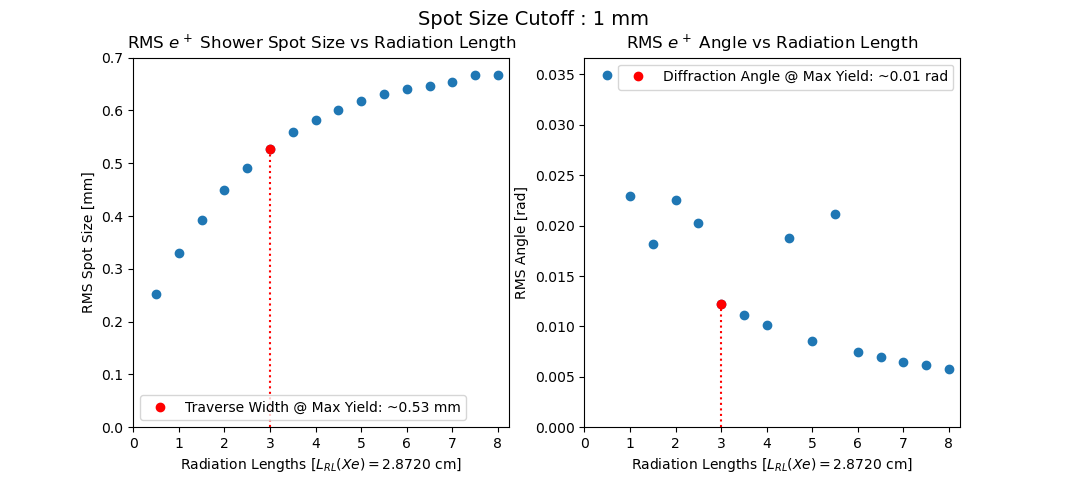 Spot Size Cutoff : 1 mm
RMS e⁺ Shower Spot Size vs Radiation Length
0.7
0.6
0.5
0.4
0.3
0.2
0.1
0.0
RMS Spot Size [mm]
Traverse Width @ Max Yield: ~0.53 mm
0 1 2 3 4 5 6 7 8
Radiation Lengths [L_RL(Xe) = 2.8720 cm]
RMS e⁺ Angle vs Radiation Length
0.035
0.030
0.025
0.020
0.015
0.010
0.005
0.000
RMS Angle [rad]
Diffraction Angle @ Max Yield: ~0.01 rad
0 1 2 3 4 5 6 7 8
Radiation Lengths [L_RL(Xe) = 2.8720 cm]